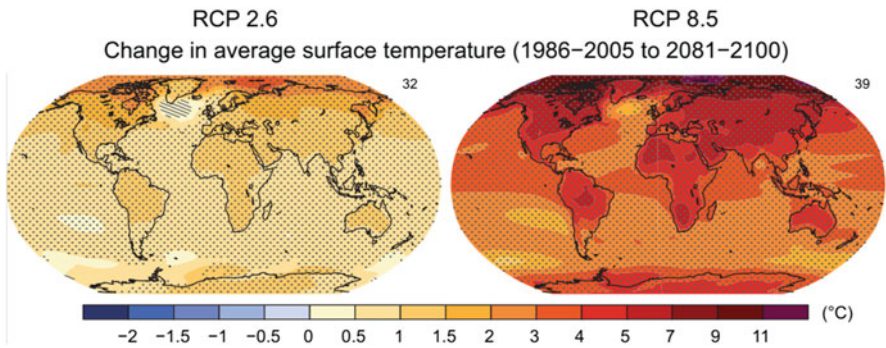 RCP 2.6 RCP 8.5
Change in average surface temperature (1986−2005 to 2081−2100)
32 39
(°C)
−2 −1.5 −1 −0.5 0 0.5 1 1.5 2 3 4 5 7 9 11